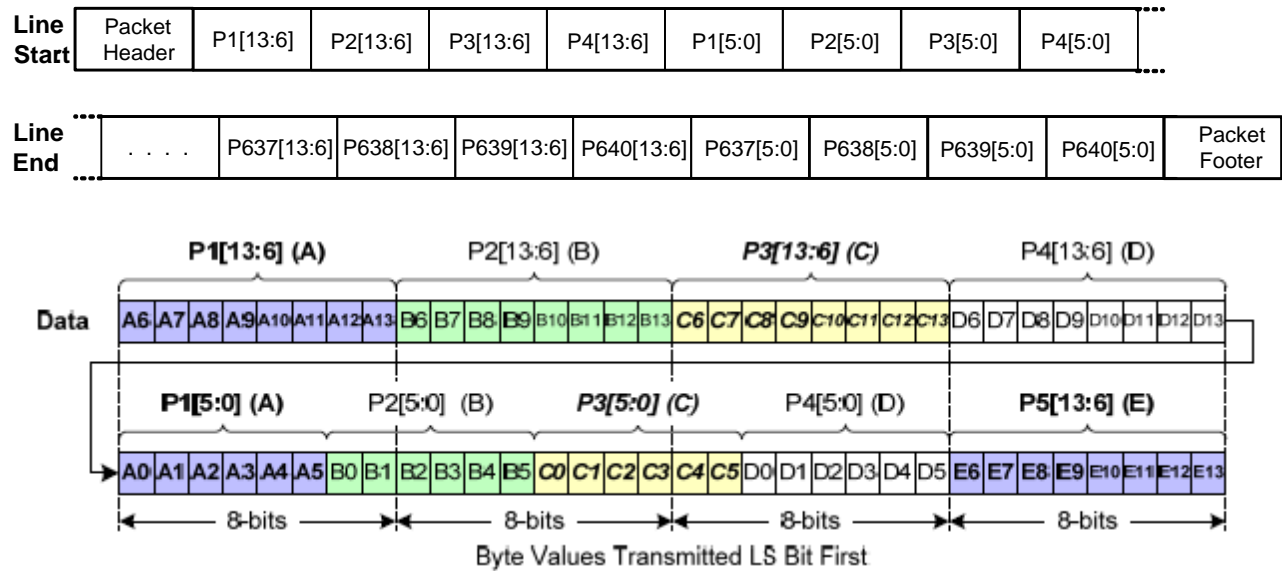 Line Start Packet Header P1[13:6] P2[13:6] P3[13:6] P4[13:6] P1[5:0] P2[5:0] P3[5:0] P4[5:0]
Line End . . . . P637[13:6] P638[13:6] P639[13:6] P640[13:6] P637[5:0] P638[5:0] P639[5:0] P640[5:0] Packet Footer
P1[13:6] (A) P2[13:6] (B) P3[13:6] (C) P4[13:6] (D)
Data A6 A7 A8 A9 A10 A11 A12 A13 B6 B7 B8 B9 B10 B11 B12 B13 C6 C7 C8 C9 C10 C11 C12 C13 D6 D7 D8 D9 D10 D11 D12 D13
P1[5:0] (A) P2[5:0] (B) P3[5:0] (C) P4[5:0] (D) P5[13:6] (E)
A0 A1 A2 A3 A4 A5 B0 B1 B2 B3 B4 B5 C0 C1 C2 C3 C4 C5 D0 D1 D2 D3 D4 D5 E6 E7 E8 E9 E10 E11 E12 E13
8-bits 8-bits 8-bits 8-bits
Byte Values Transmitted LS Bit First